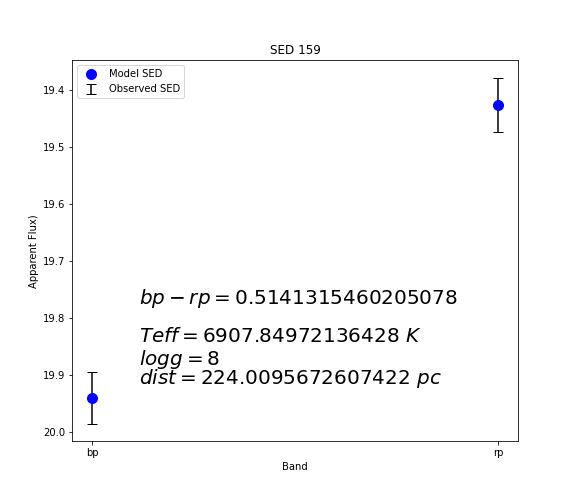 SED 159
Model SED
Observed SED
19.4
19.5
19.6
19.7
19.8
19.9
20.0
Apparent Flux)
bp − rp = 0.5141315460205078
Teff = 6907.84972136428 K
logg = 8
dist = 224.0095672607422 pc
bp rp
Band